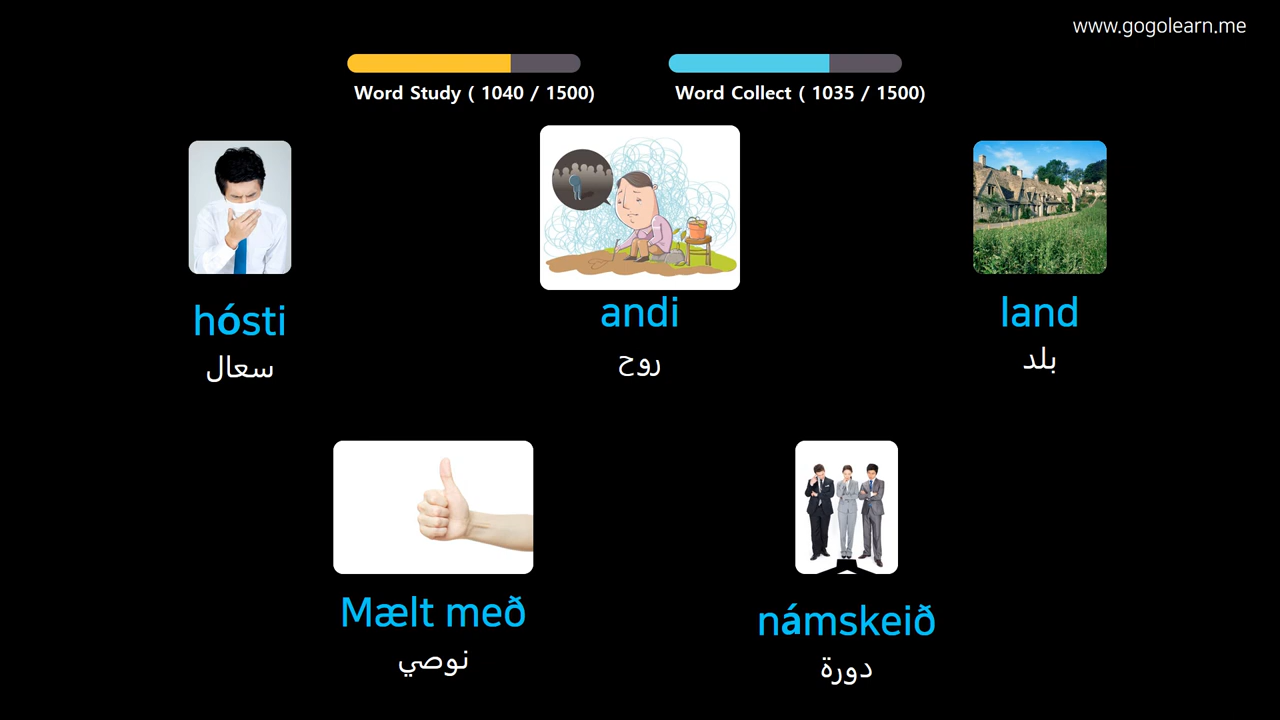 www.gogolearn.me
Word Study ( 1040 / 1500)
Word Collect ( 1035 / 1500)
hósti
سعال
andi
روح
land
بلد
Mælt með
نوصي
námskeið
دورة